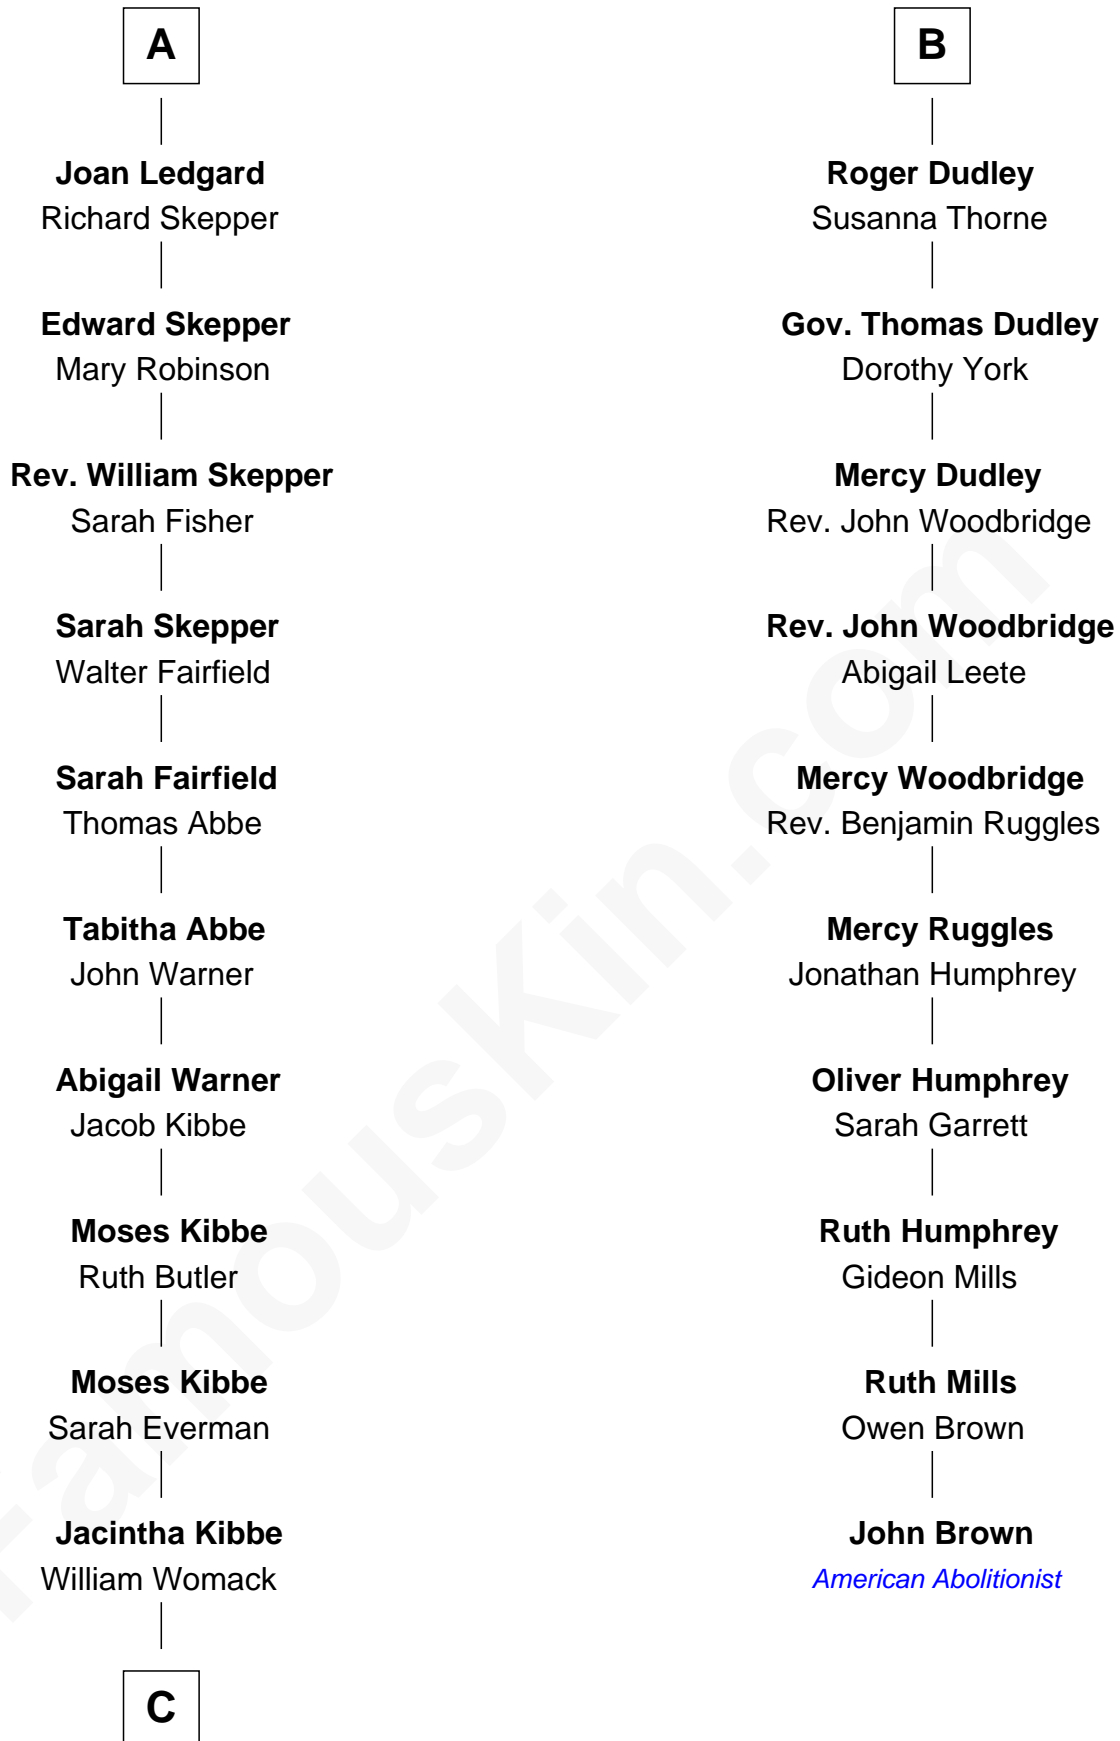 A
Joan Ledgard
Richard Skepper
Edward Skepper
Mary Robinson
Rev. William Skepper
Sarah Fisher
Sarah Skepper
Walter Fairfield
Sarah Fairfield
Thomas Abbe
Tabitha Abbe
John Warner
Abigail Warner
Jacob Kibbe
Moses Kibbe
Ruth Butler
Moses Kibbe
Sarah Everman
Jacintha Kibbe
William Womack
C
B
Roger Dudley
Susanna Thorne
Gov. Thomas Dudley
Dorothy York
Mercy Dudley
Rev. John Woodbridge
Rev. John Woodbridge
Abigail Leete
Mercy Woodbridge
Rev. Benjamin Ruggles
Mercy Ruggles
Jonathan Humphrey
Oliver Humphrey
Sarah Garrett
Ruth Humphrey
Gideon Mills
Ruth Mills
Owen Brown
John Brown
American Abolitionist
FamousKin.com